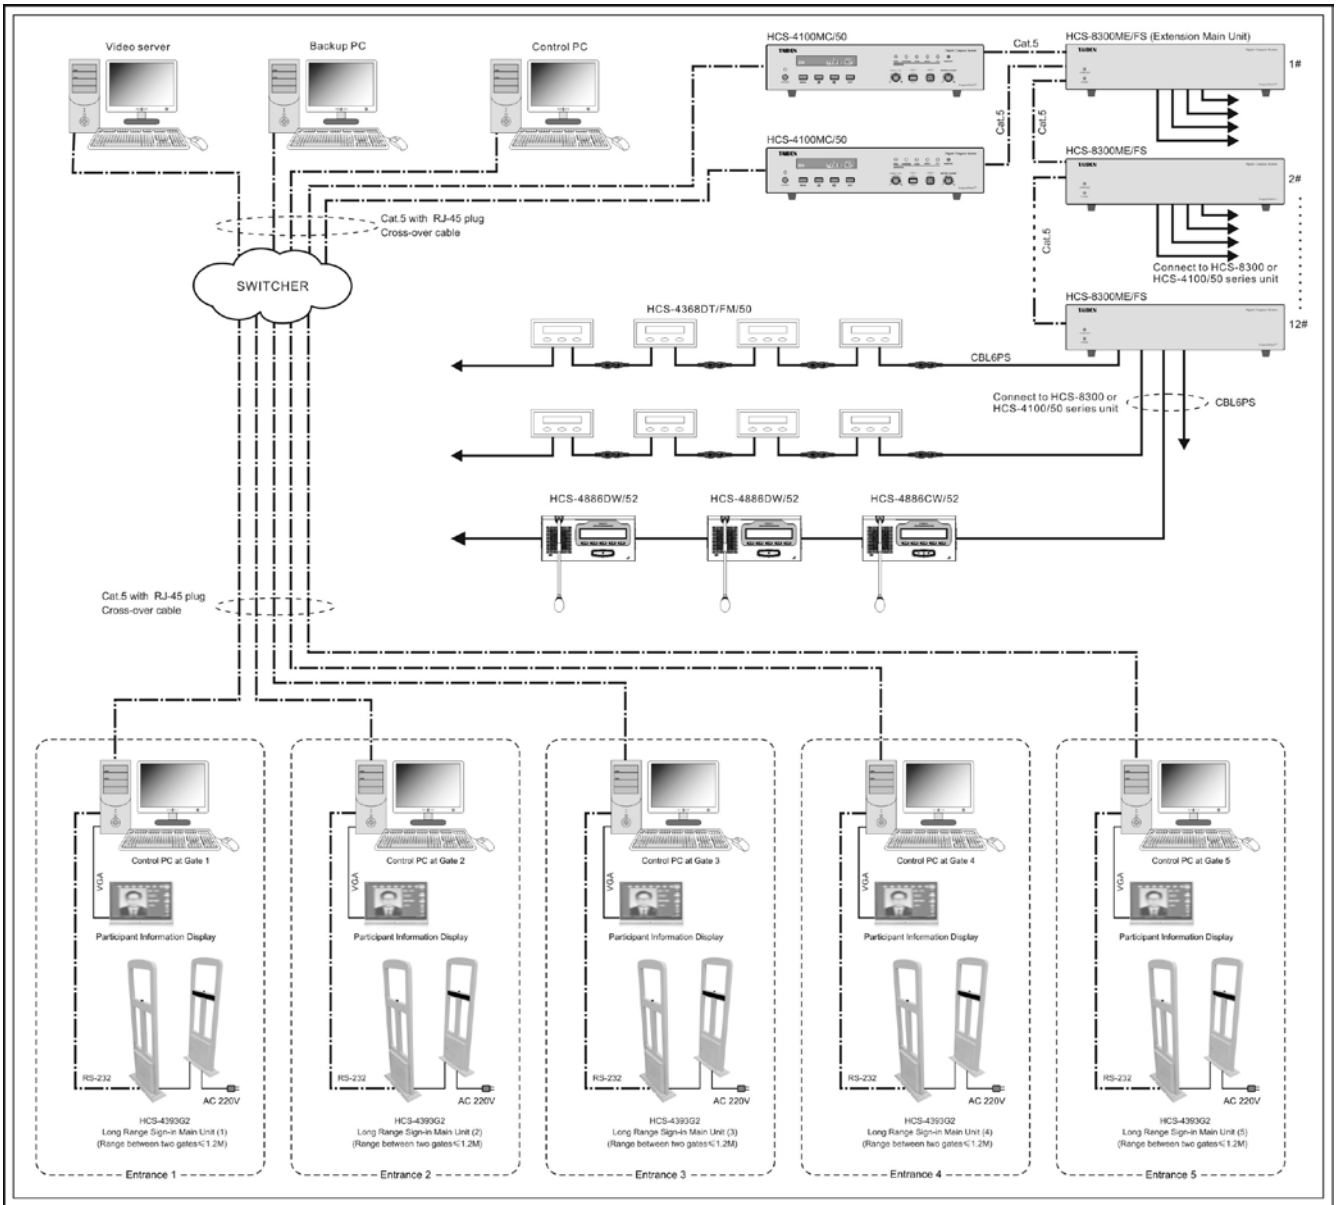 Video server
Backup PC
Control PC
HCS-4100MC/50
TAIDEN
Cat.5
HCS-8300ME/FS (Extension Main Unit)
TAIDEN
1#
Cat.5
Cat.5
HCS-4100MC/50
TAIDEN
HCS-8300ME/FS
TAIDEN
2#
Cat.5 with RJ-45 plug
Cross-over cable
Cat.5
SWITCHER
Connect to HCS-8300 or
HCS-4100/50 series unit
HCS-8300ME/FS
TAIDEN
12#
HCS-4368DT/FM/50
CBL6PS
Connect to HCS-8300 or
HCS-4100/50 series unit
CBL6PS
HCS-4886DW/52
HCS-4886DW/52
HCS-4886CW/52
Cat.5 with RJ-45 plug
Cross-over cable
Control PC at Gate 1
VGA
Participant Information Display
RS-232
AC 220V
HCS-4393G2
Long Range Sign-in Main Unit (1)
(Range between two gates≤1.2M)
Entrance 1
Control PC at Gate 2
VGA
Participant Information Display
RS-232
AC 220V
HCS-4393G2
Long Range Sign-in Main Unit (2)
(Range between two gates≤1.2M)
Entrance 2
Control PC at Gate 3
VGA
Participant Information Display
RS-232
AC 220V
HCS-4393G2
Long Range Sign-in Main Unit (3)
(Range between two gates≤1.2M)
Entrance 3
Control PC at Gate 4
VGA
Participant Information Display
RS-232
AC 220V
HCS-4393G2
Long Range Sign-in Main Unit (4)
(Range between two gates≤1.2M)
Entrance 4
Control PC at Gate 5
VGA
Participant Information Display
RS-232
AC 220V
HCS-4393G2
Long Range Sign-in Main Unit (5)
(Range between two gates≤1.2M)
Entrance 5